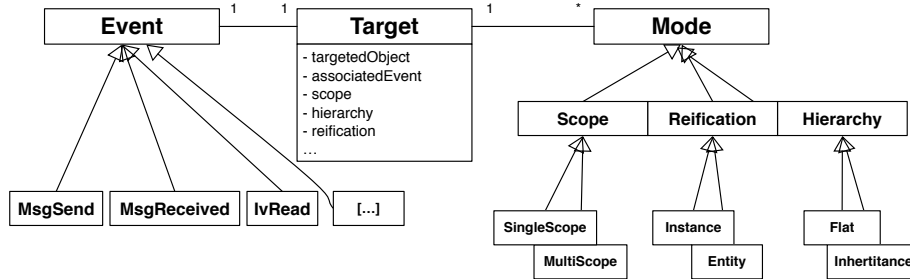 1 1 1 *
Event Target Mode
- targetedObject
- associatedEvent
- scope
- hierarchy
- reification
...
Scope Reification Hierarchy
MsgSend MsgReceived IvRead [...]
SingleScope Instance Flat
MultiScope Entity Inhertitance